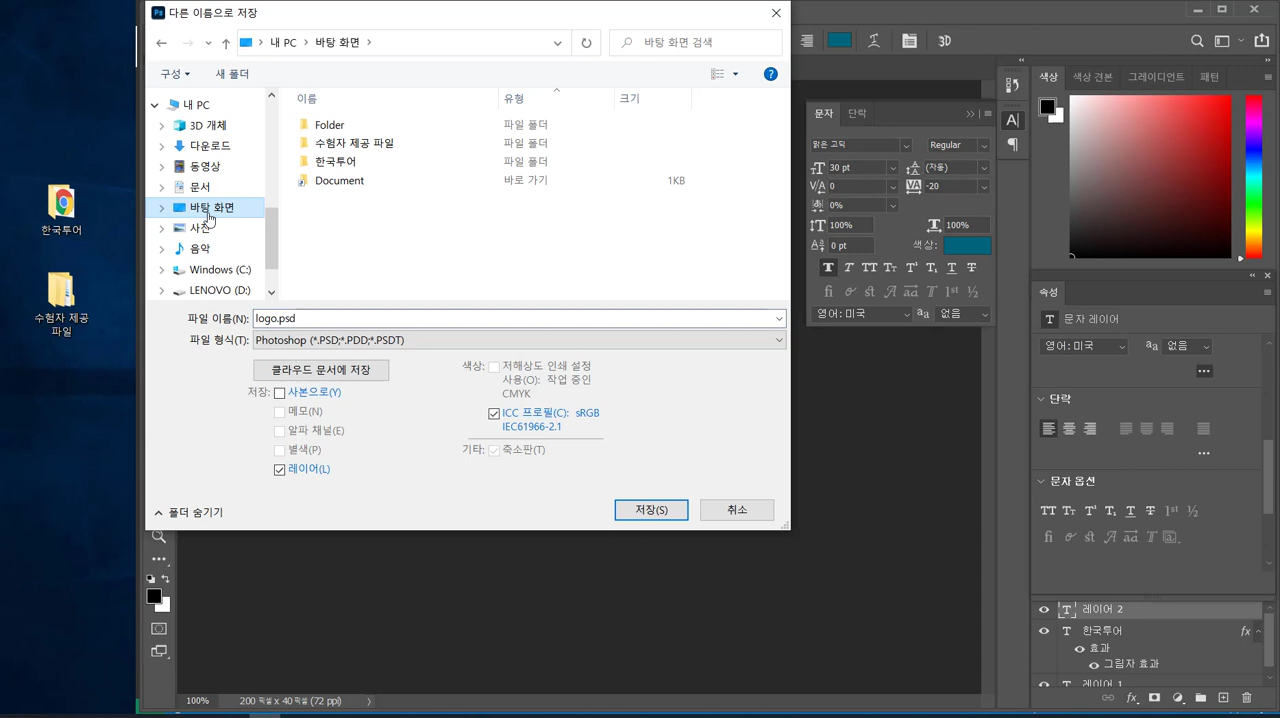 다른 이름으로 저장
내 PC > 바탕 화면 >
바탕 화면 검색
구성 새 폴더
내 PC
3D 개체
다운로드
동영상
문서
바탕 화면
사진
음악
Windows (C:)
LENOVO (D:)
이름 유형 크기
Folder 파일 폴더
수험자 제공 파일 파일 폴더
한국투어 파일 폴더
Document 바로 가기 1KB
파일 이름(N): logo.psd
파일 형식(T): Photoshop (*.PSD;*.PDD;*.PSDT)
클라우드 문서에 저장
저장: 사본으로(Y)
메모(N)
알파 채널(E)
별색(P)
레이어(L)
색상: 저해상도 인쇄 설정
사용(O): 작업 중인
CMYK
ICC 프로필(C): sRGB
IEC61966-2.1
기타: 축소판(T)
폴더 숨기기
저장(S) 취소
한국투어
수험자 제공
파일
3D
문자 단락
맑은 고딕 Regular
30 pt (자동)
0 -20
0%
100% 100%
0 pt 색상:
영어: 미국 없음
색상 색상 견본 그레이디언트 패턴
속성
문자 레이어
영어: 미국 없음
단락
문자 옵션
레이어 2
한국투어 fx
효과
그림자 효과
레이어 1
100% 200 픽셀 x 40 픽셀 (72 ppi)